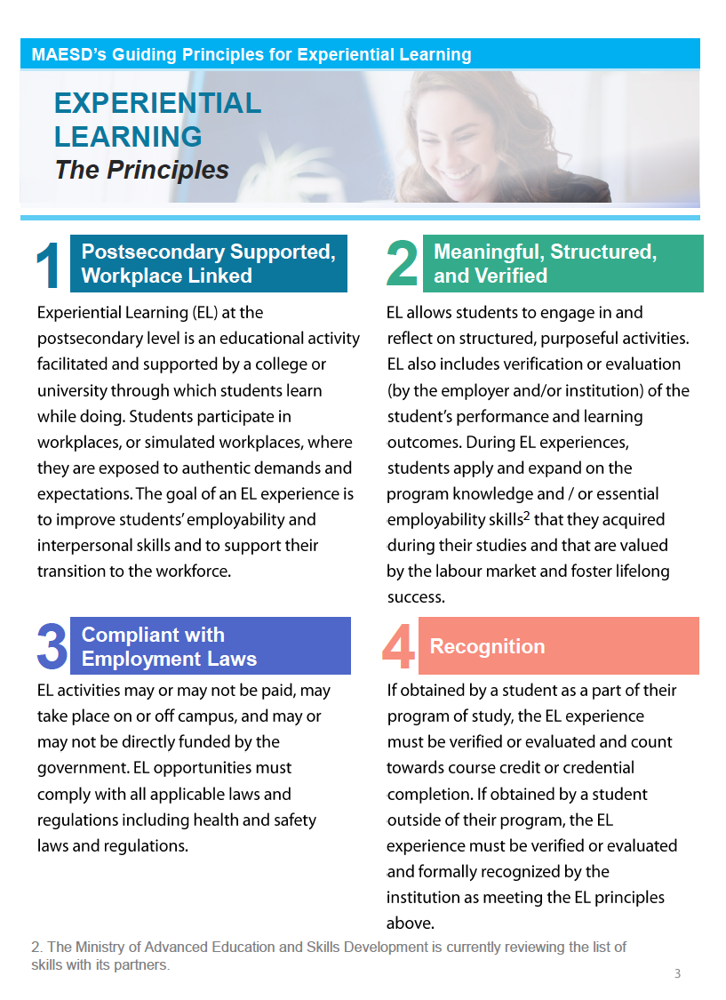 MAESD's Guiding Principles for Experiential Learning
EXPERIENTIAL
LEARNING
The Principles
1
Postsecondary Supported,
Workplace Linked
Experiential Learning (EL) at the
postsecondary level is an educational activity
facilitated and supported by a college or
university through which students learn
while doing. Students participate in
workplaces, or simulated workplaces, where
they are exposed to authentic demands and
expectations. The goal of an EL experience is
to improve students' employability and
interpersonal skills and to support their
transition to the workforce.
2
Meaningful, Structured,
and Verified
EL allows students to engage in and
reflect on structured, purposeful activities.
EL also includes verification or evaluation
(by the employer and/or institution) of the
student's performance and learning
outcomes. During EL experiences,
students apply and expand on the
program knowledge and / or essential
employability skills² that they acquired
during their studies and that are valued
by the labour market and foster lifelong
success.
3
Compliant with
Employment Laws
EL activities may or may not be paid, may
take place on or off campus, and may or
may not be directly funded by the
government. EL opportunities must
comply with all applicable laws and
regulations including health and safety
laws and regulations.
4
Recognition
If obtained by a student as a part of their
program of study, the EL experience
must be verified or evaluated and count
towards course credit or credential
completion. If obtained by a student
outside of their program, the EL
experience must be verified or evaluated
and formally recognized by the
institution as meeting the EL principles
above.
2. The Ministry of Advanced Education and Skills Development is currently reviewing the list of
skills with its partners.
3